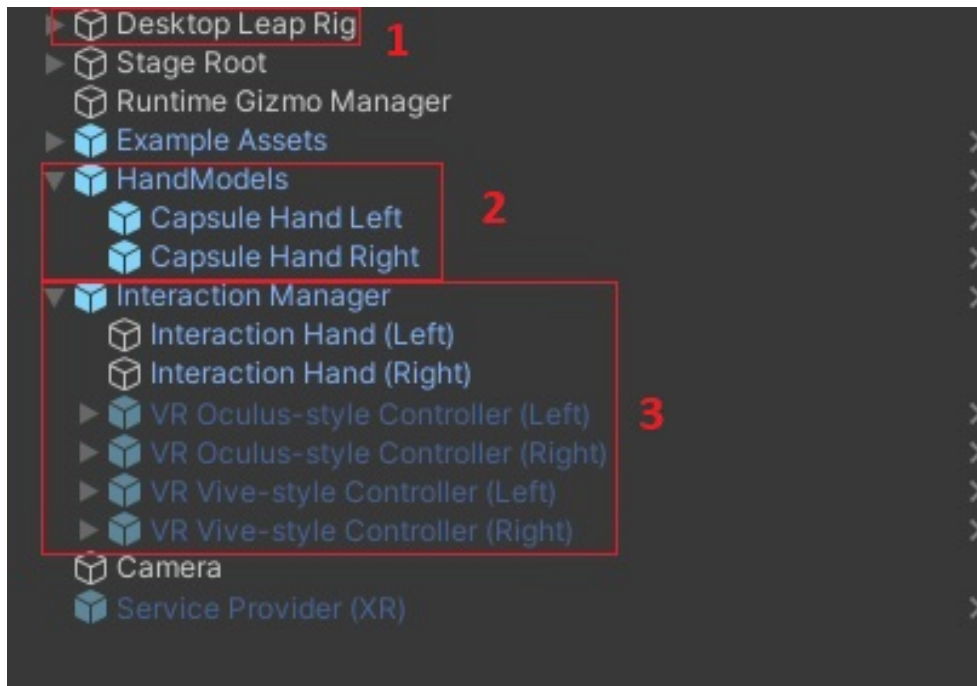 Desktop Leap Rig 1
Stage Root
Runtime Gizmo Manager
Example Assets
HandModels
2
Capsule Hand Left
Capsule Hand Right
Interaction Manager
Interaction Hand (Left)
Interaction Hand (Right)
VR Oculus-style Controller (Left) 3
VR Oculus-style Controller (Right)
VR Vive-style Controller (Left)
VR Vive-style Controller (Right)
Camera
Service Provider (XR)